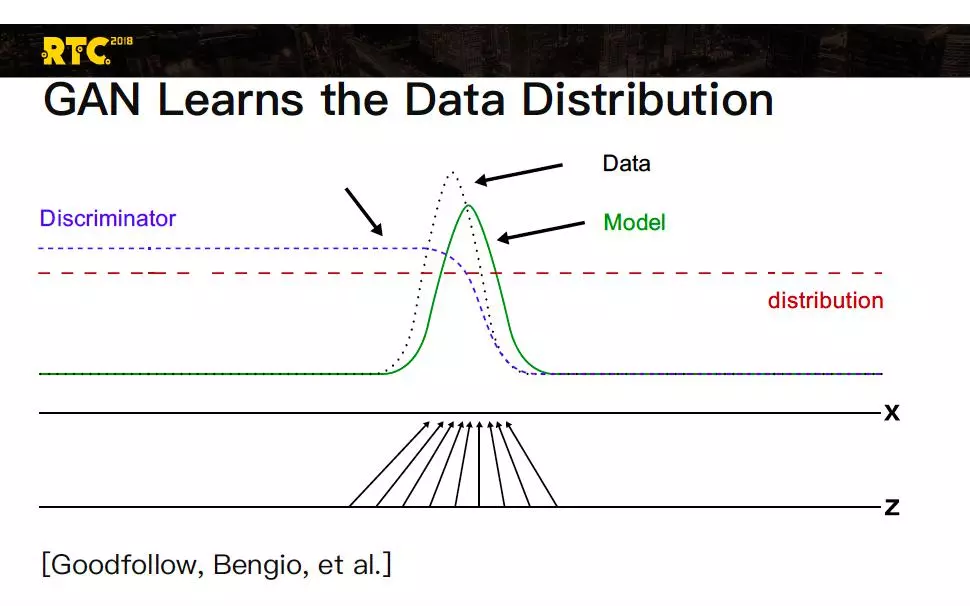 RTC 2018
GAN Learns the Data Distribution
Data
Discriminator
Model
distribution
X
Z
[Goodfollow, Bengio, et al.]